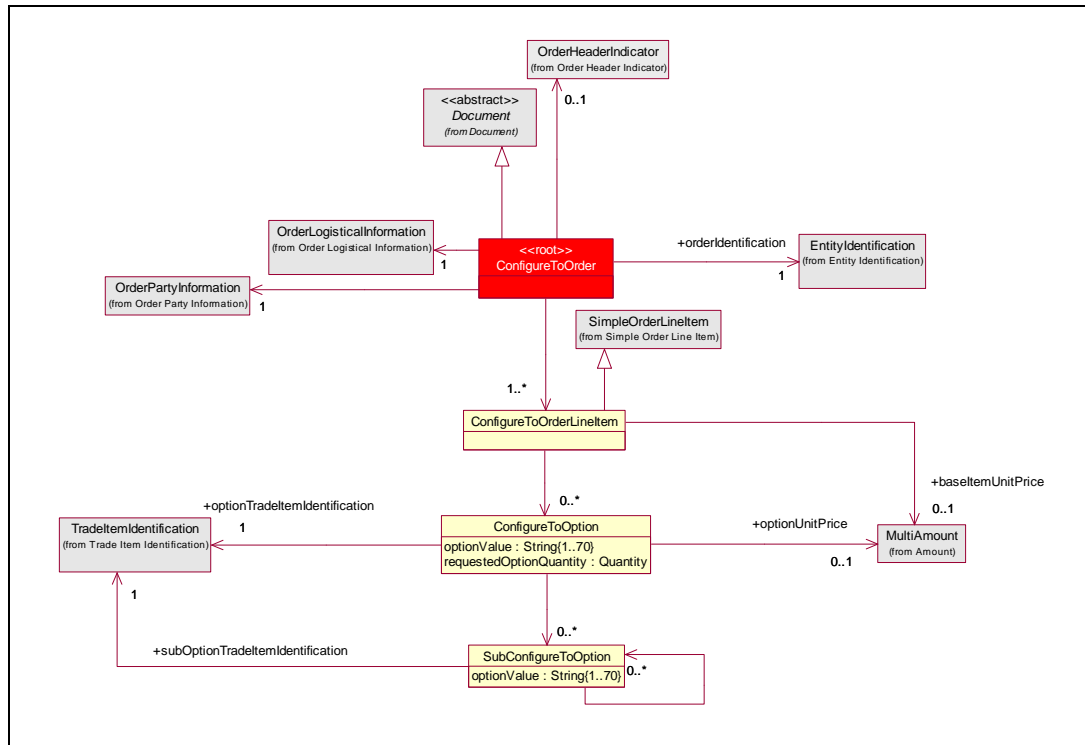 OrderHeaderIndicator
(from Order Header Indicator)
0..1
<<abstract>>
Document
(from Document)
OrderLogisticalInformation
(from Order Logistical Information)
1
<<root>>
ConfigureToOrder
+orderIdentification
1
EntityIdentification
(from Entity Identification)
OrderPartyInformation
(from Order Party Information)
1
SimpleOrderLineItem
(from Simple Order Line Item)
1..*
ConfigureToOrderLineItem
+baseItemUnitPrice
0..1
0..*
+optionTradeItemIdentification
1
TradeItemIdentification
(from Trade Item Identification)
1
ConfigureToOption
optionValue : String{1..70}
requestedOptionQuantity : Quantity
+optionUnitPrice
0..1
MultiAmount
(from Amount)
0..*
+subOptionTradeItemIdentification
SubConfigureToOption
optionValue : String{1..70}
0..*